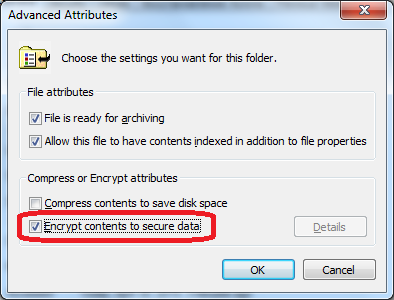 Advanced Attributes
Choose the settings you want for this folder.
File attributes
File is ready for archiving
Allow this file to have contents indexed in addition to file properties
Compress or Encrypt attributes
Compress contents to save disk space
Encrypt contents to secure data
Details
OK
Cancel